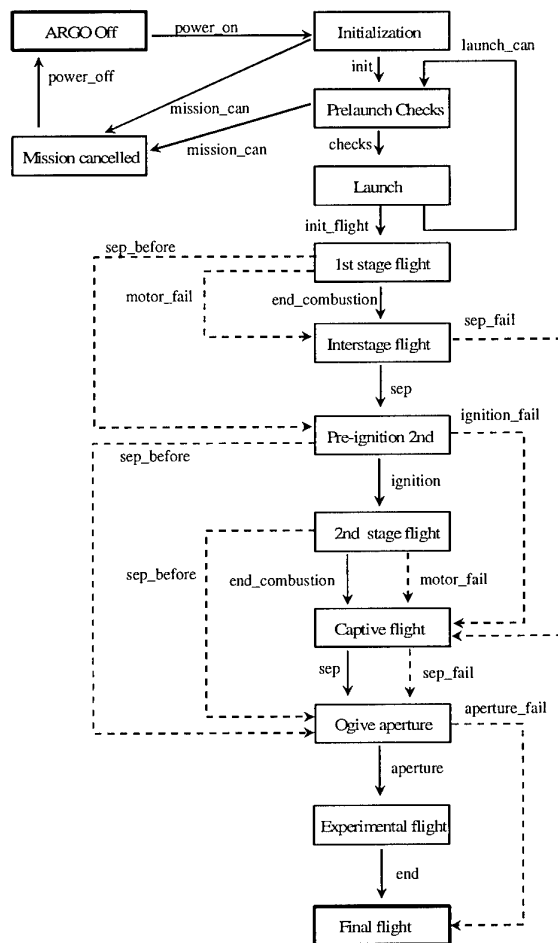 ARGO Off
power_on
Initialization
launch_can
power_off
init
mission_can
Prelaunch Checks
Mission cancelled
mission_can
checks
Launch
init_flight
sep_before
1st stage flight
motor_fail
end_combustion
sep_fail
Interstage flight
sep
ignition_fail
Pre-ignition 2nd
sep_before
ignition
2nd stage flight
sep_before
end_combustion
motor_fail
Captive flight
sep
sep_fail
Ogive aperture
aperture_fail
aperture
Experimental flight
end
Final flight